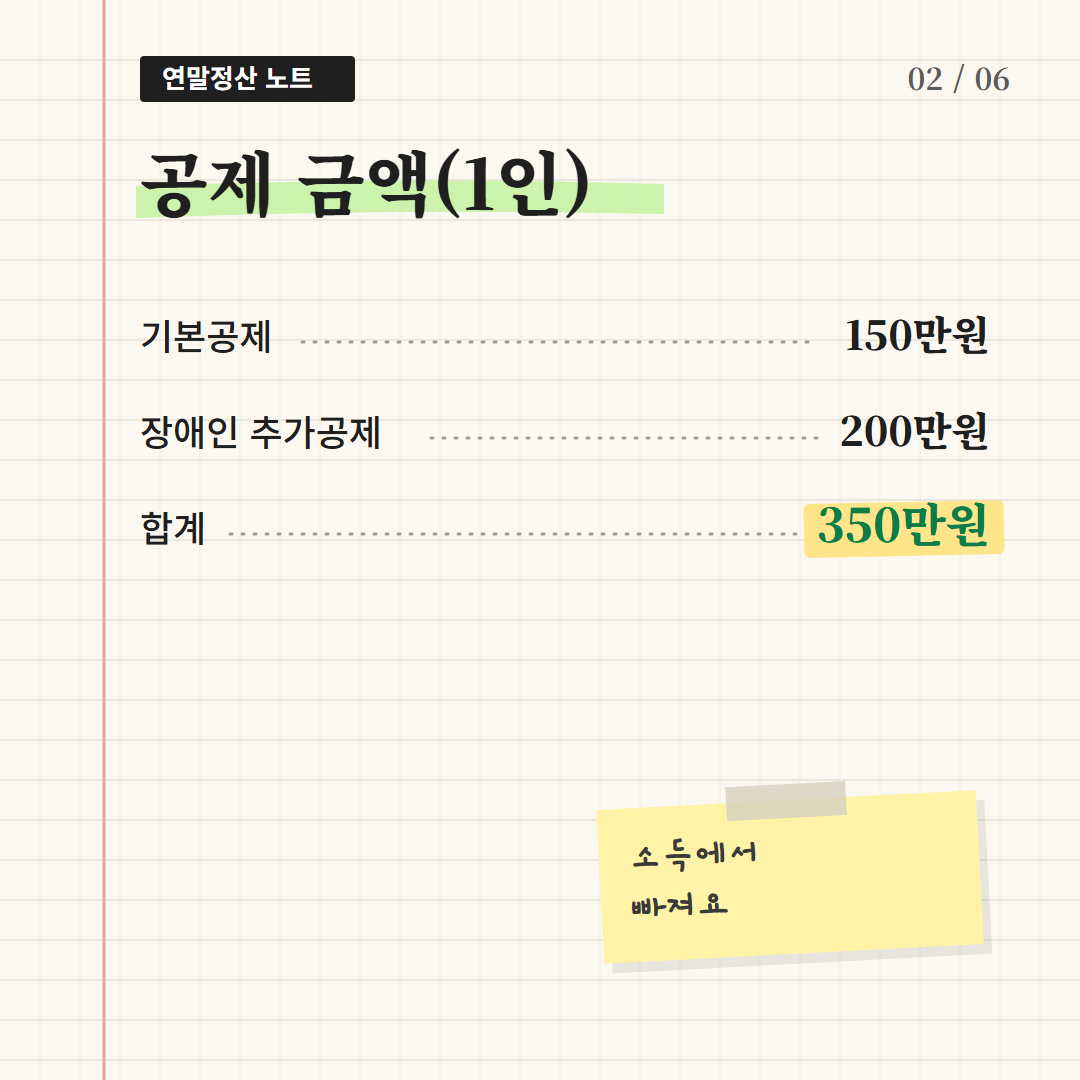 연말정산 노트
02 / 06
공제 금액(1인)
기본공제 150만원
장애인 추가공제 200만원
합계 350만원
소득에서
빠져요